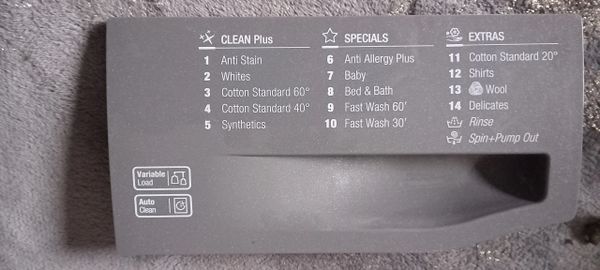 CLEAN Plus
1 Anti Stain
2 Whites
3 Cotton Standard 60°
4 Cotton Standard 40°
5 Synthetics
SPECIALS
6 Anti Allergy Plus
7 Baby
8 Bed & Bath
9 Fast Wash 60'
10 Fast Wash 30'
EXTRAS
11 Cotton Standard 20°
12 Shirts
13 Wool
14 Delicates
Rinse
Spin+Pump Out
Variable
Load
Auto
Clean